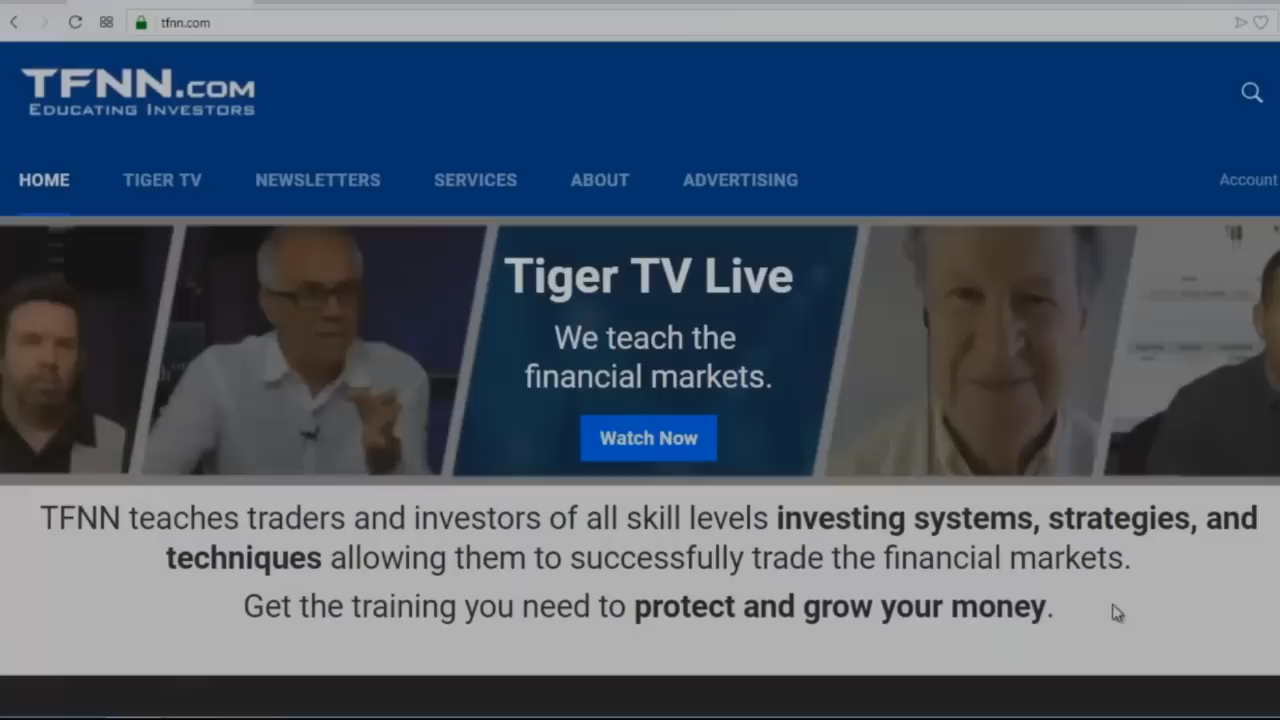 tfnn.com
TFNN.COM
EDUCATING INVESTORS
HOME TIGER TV NEWSLETTERS SERVICES ABOUT ADVERTISING Account
Tiger TV Live
We teach the
financial markets.
Watch Now
TFNN teaches traders and investors of all skill levels investing systems, strategies, and
techniques allowing them to successfully trade the financial markets.
Get the training you need to protect and grow your money.